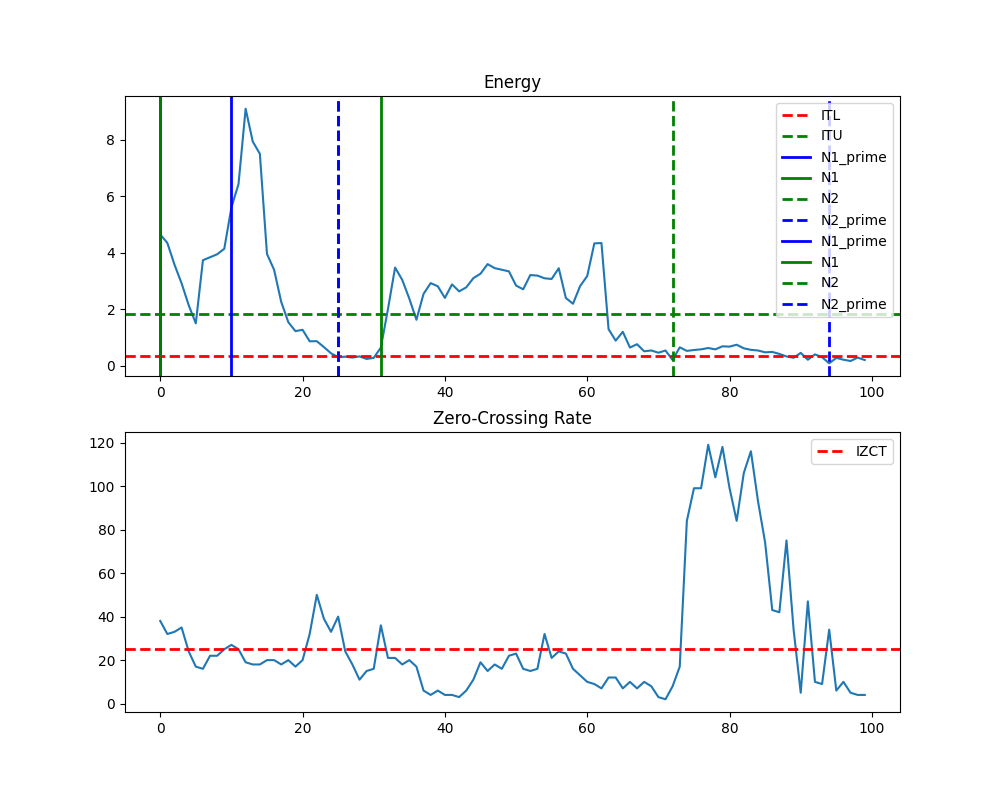 Energy
8
6
4
2
0
ITL
ITU
N1_prime
N1
N2
N2_prime
N1_prime
N1
N2
N2_prime
0 20 40 60 80 100
Zero-Crossing Rate
120
100
80
60
40
20
0
IZCT
0 20 40 60 80 100